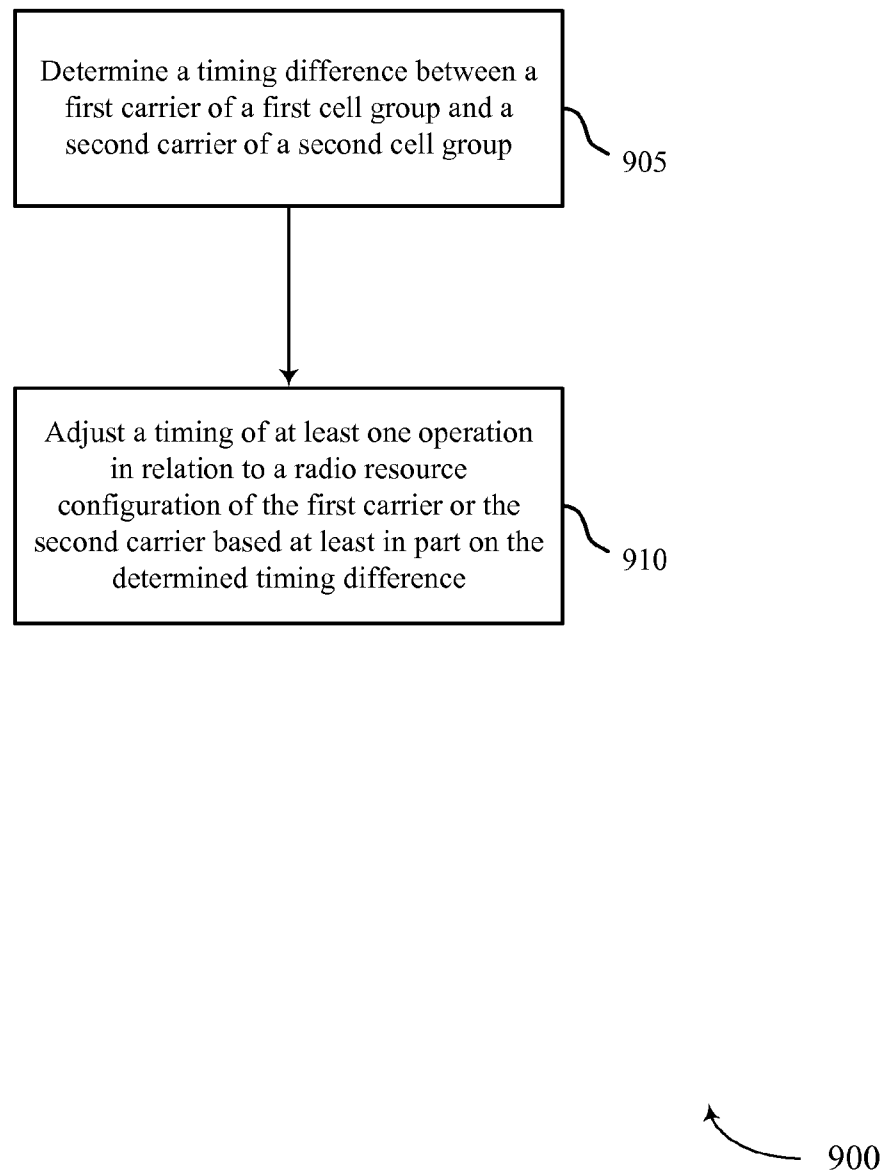 Determine a timing difference between a
first carrier of a first cell group and a
second carrier of a second cell group
905
Adjust a timing of at least one operation
in relation to a radio resource
configuration of the first carrier or the
second carrier based at least in part on the
determined timing difference
910
900